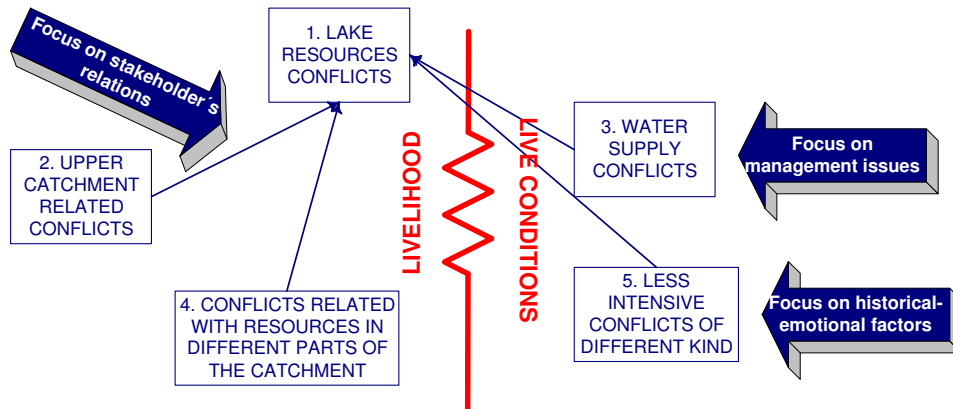 Focus on stakeholder´s
relations
1. LAKE
RESOURCES
CONFLICTS
2. UPPER
CATCHMENT
RELATED
CONFLICTS
4. CONFLICTS RELATED
WITH RESOURCES IN
DIFFERENT PARTS OF
THE CATCHMENT
LIVELIHOOD
LIVE CONDITIONS
3. WATER
SUPPLY
CONFLICTS
Focus on
management issues
5. LESS
INTENSIVE
CONFLICTS OF
DIFFERENT KIND
Focus on historical-
emotional factors